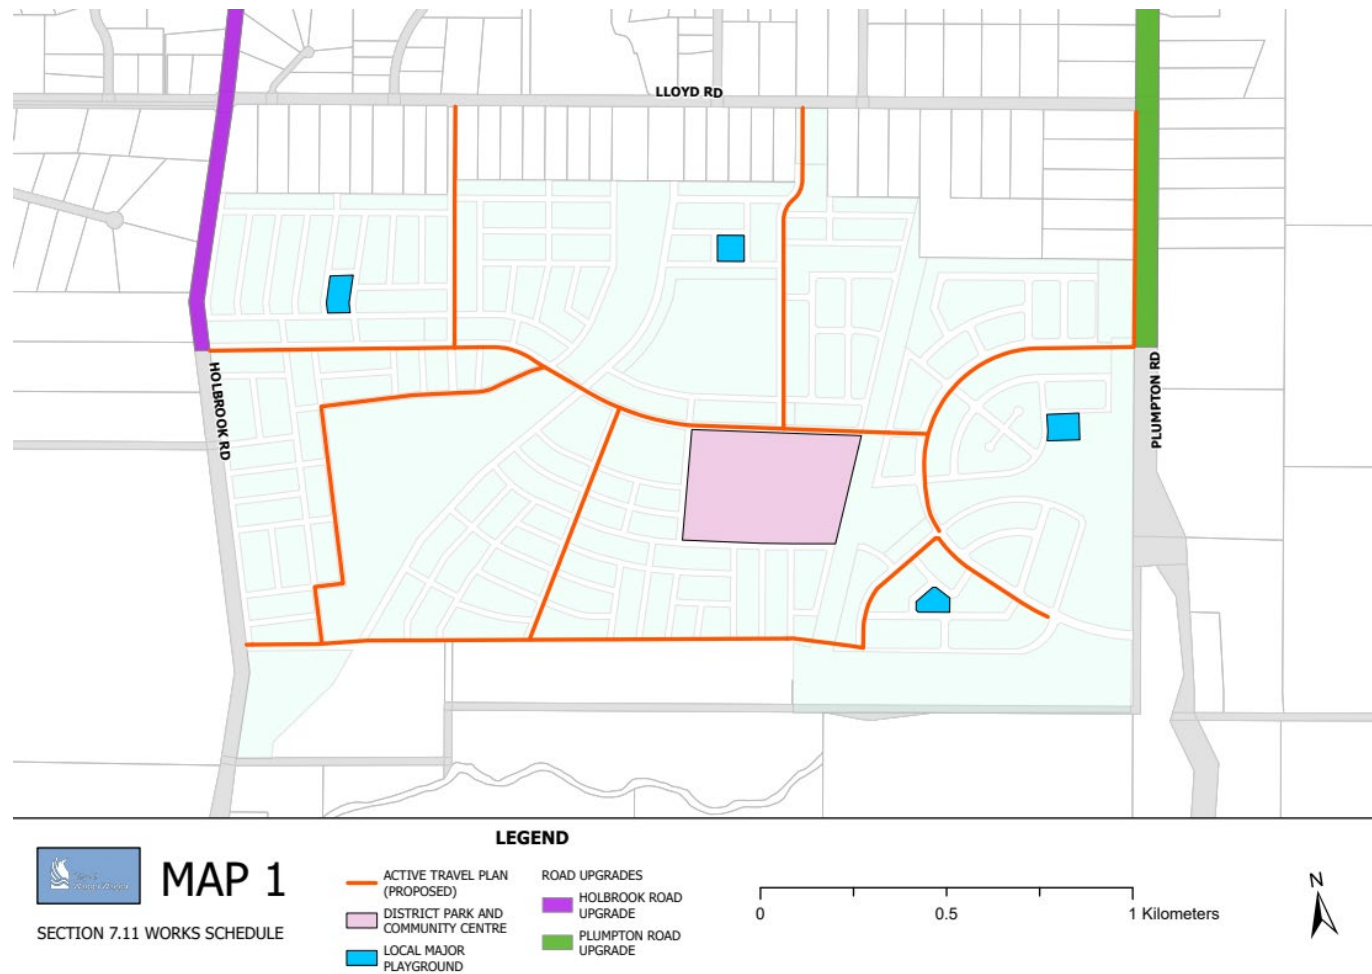 LLOYD RD
HOLBROOK RD
PLUMPTON RD
LEGEND
MAP 1
SECTION 7.11 WORKS SCHEDULE
ACTIVE TRAVEL PLAN
(PROPOSED)
DISTRICT PARK AND
COMMUNITY CENTRE
LOCAL MAJOR
PLAYGROUND
ROAD UPGRADES
HOLBROOK ROAD
UPGRADE
PLUMPTON ROAD
UPGRADE
0
0.5
1 Kilometers
N